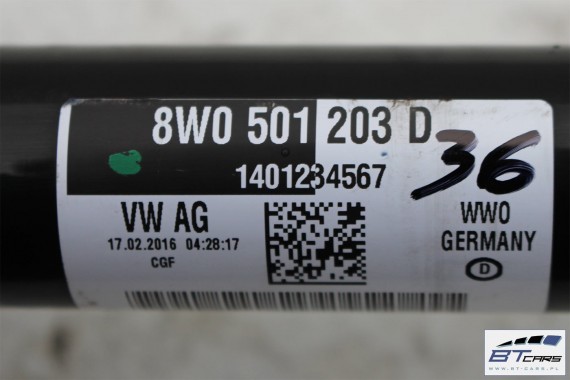 8W0 501 203 D
36
1401234567
VW AG
17.02.2016 04:28:17
CGF
WWO
GERMANY
D
BTCARS
WWW.BT-CARS.PL